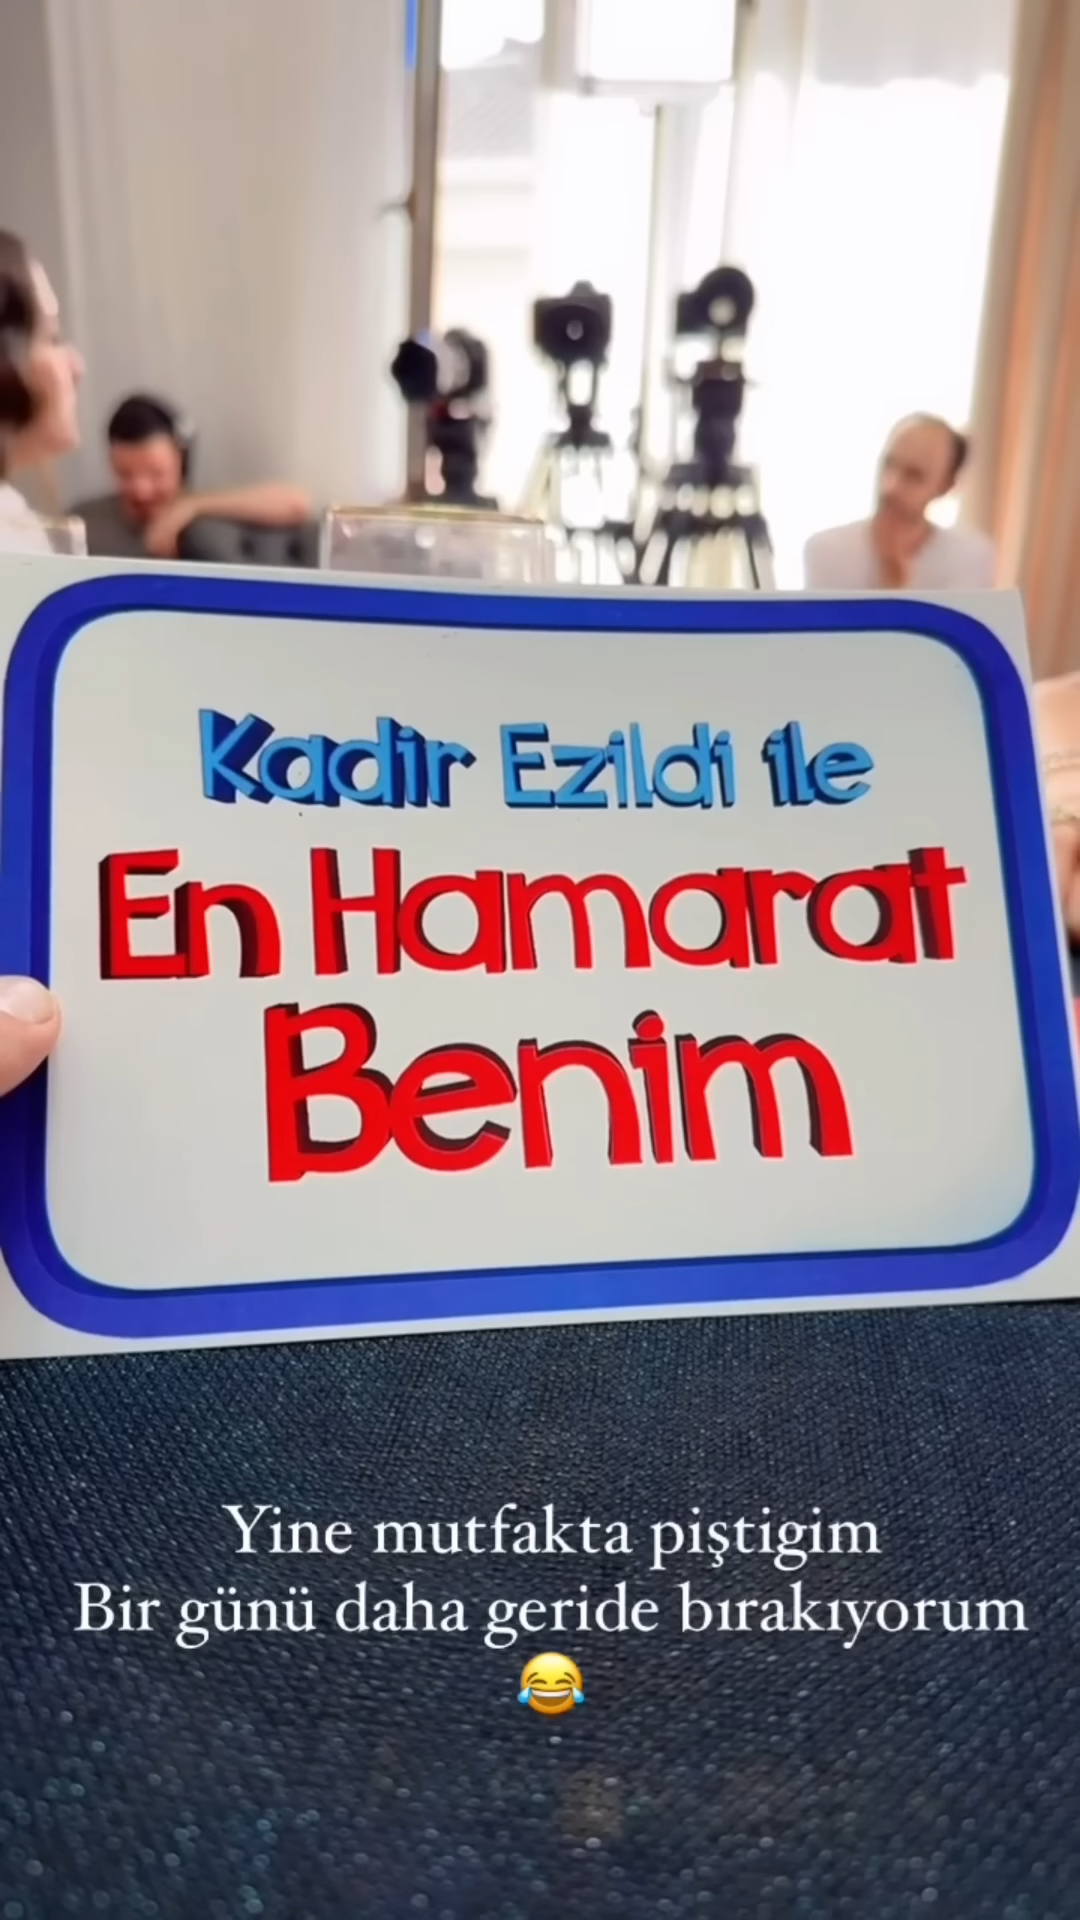 Kadir Ezildi ile
En Hamarat
Benim
Yine mutfakta piştigim
Bir günü daha geride bırakıyorum
😂